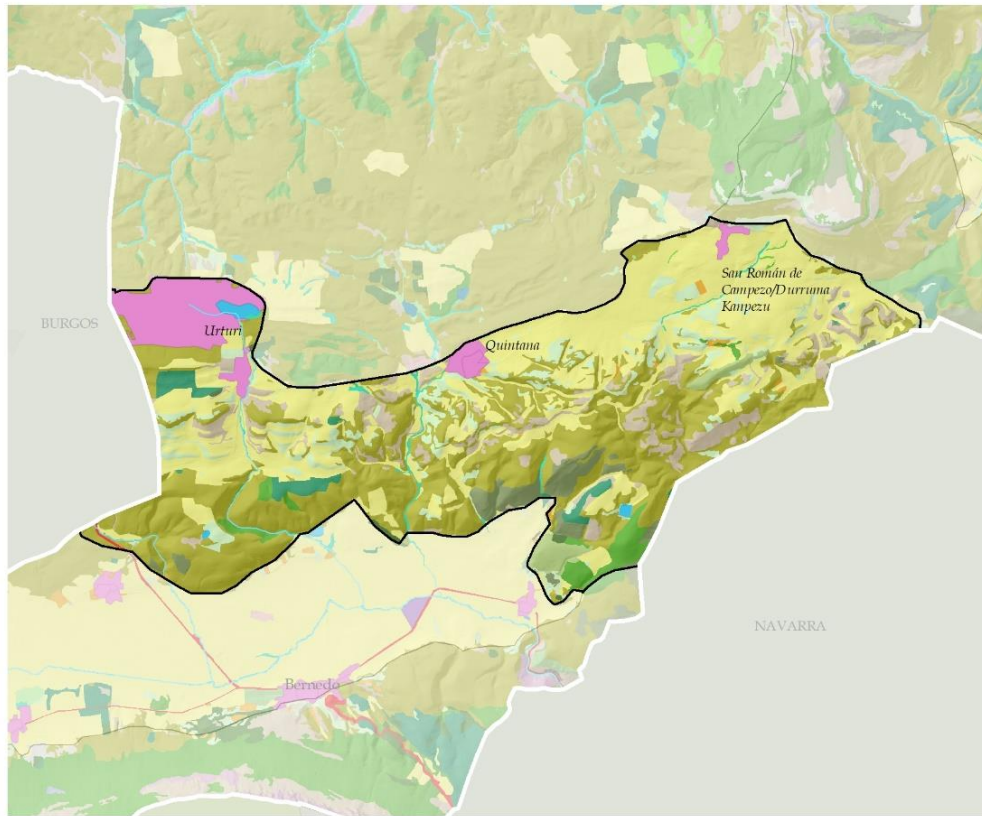 San Román de
Campezo/Durruma
Kanpezu
BURGOS
Urturi
Quintana
NAVARRA
Bernedo